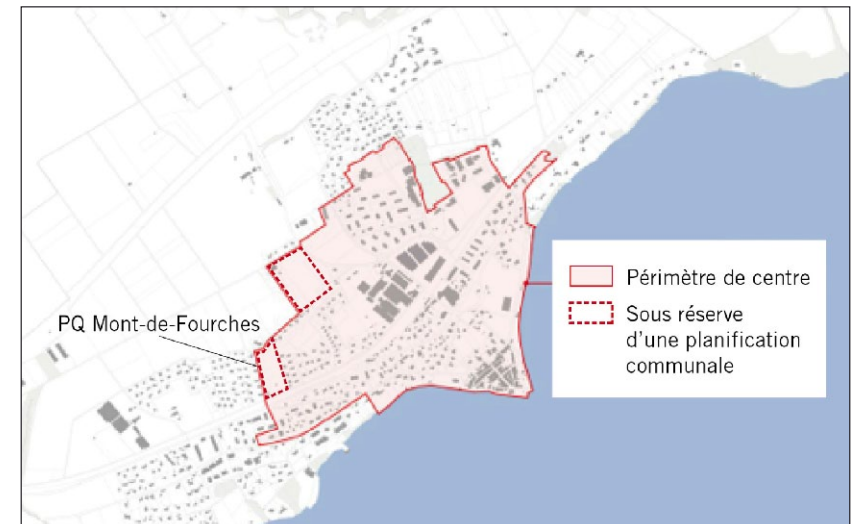 PQ Mont-de-Fourches
Périmètre de centre
Sous réserve
d'une planification
communale